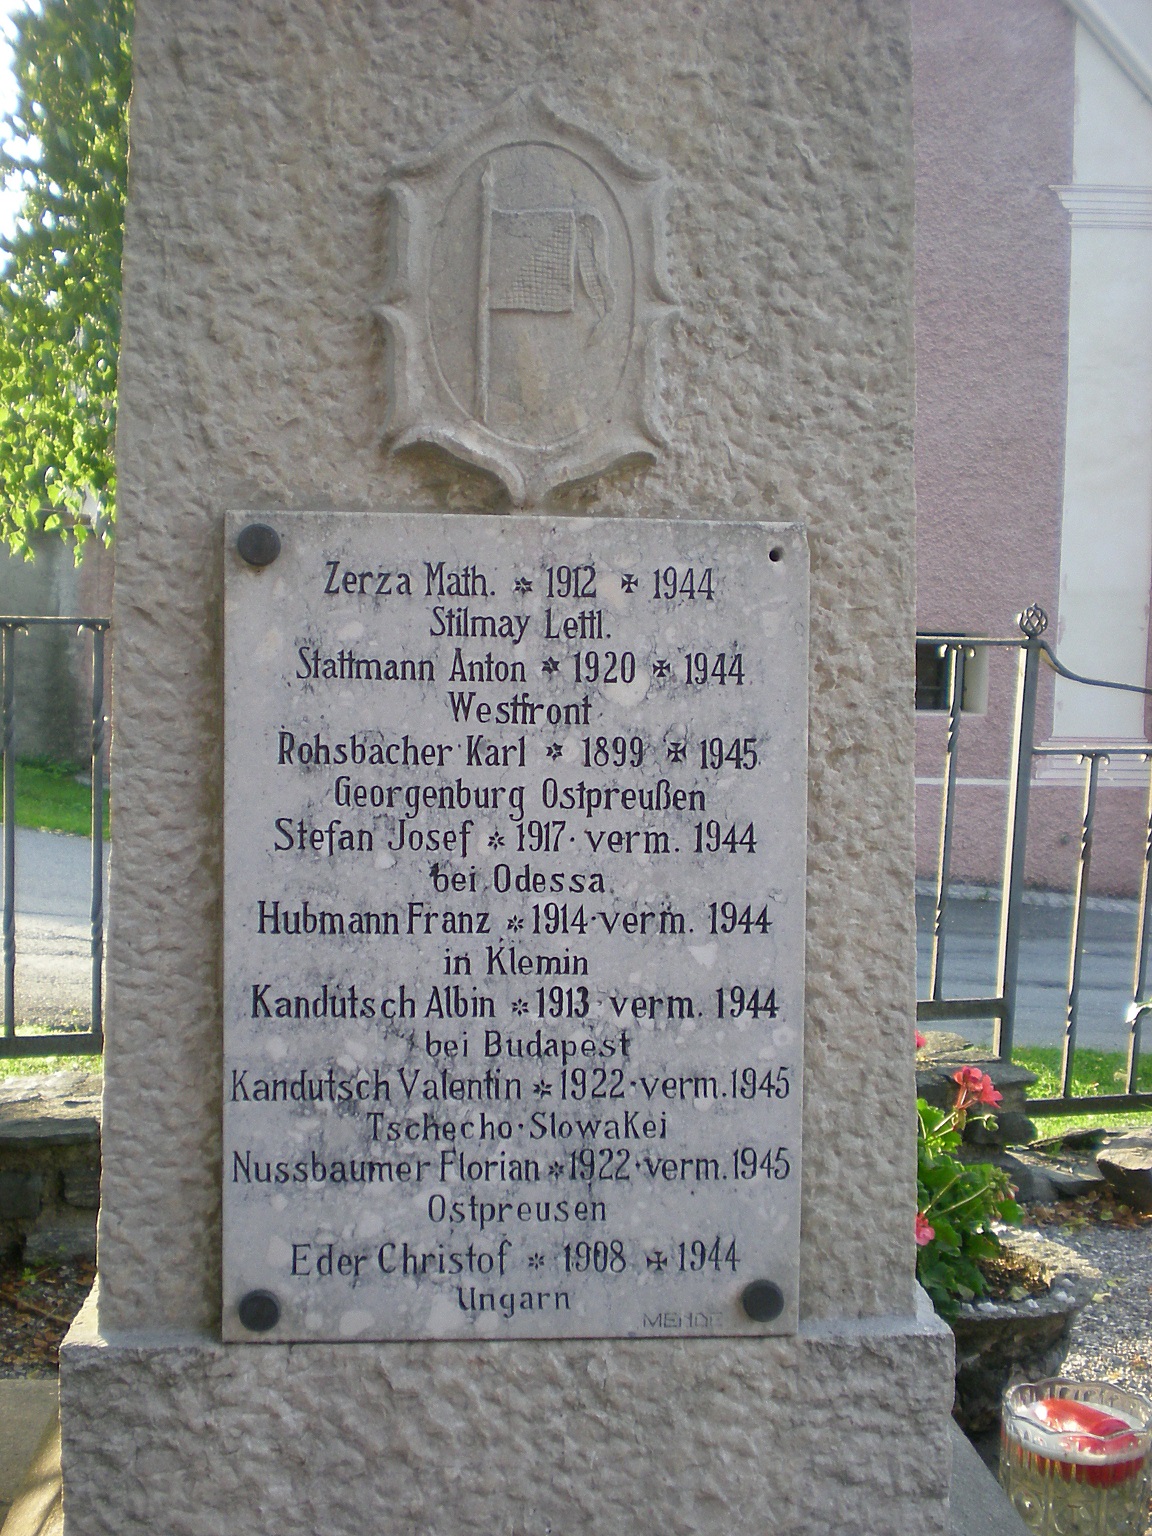 Zerza Math. ✲ 1912 ✠ 1944
Stilmay Lettl.
Stattmann Anton ✲ 1920 ✠ 1944
Westfront
Rohsbacher Karl ✲ 1899 ✠ 1945
Georgenburg Ostpreußen
Stefan Josef ✲ 1917· verm. 1944
bei Odessa
Hubmann Franz ✲ 1914·verm. 1944
in Klemin
Kandutsch Albin ✲ 1913· verm. 1944
bei Budapest
Kandutsch Valentin ✲ 1922·verm. 1945
Tschecho·Slowakei
Nussbaumer Florian ✲ 1922·verm. 1945
Ostpreusen
Eder Christof ✲ 1908 ✠ 1944
Ungarn